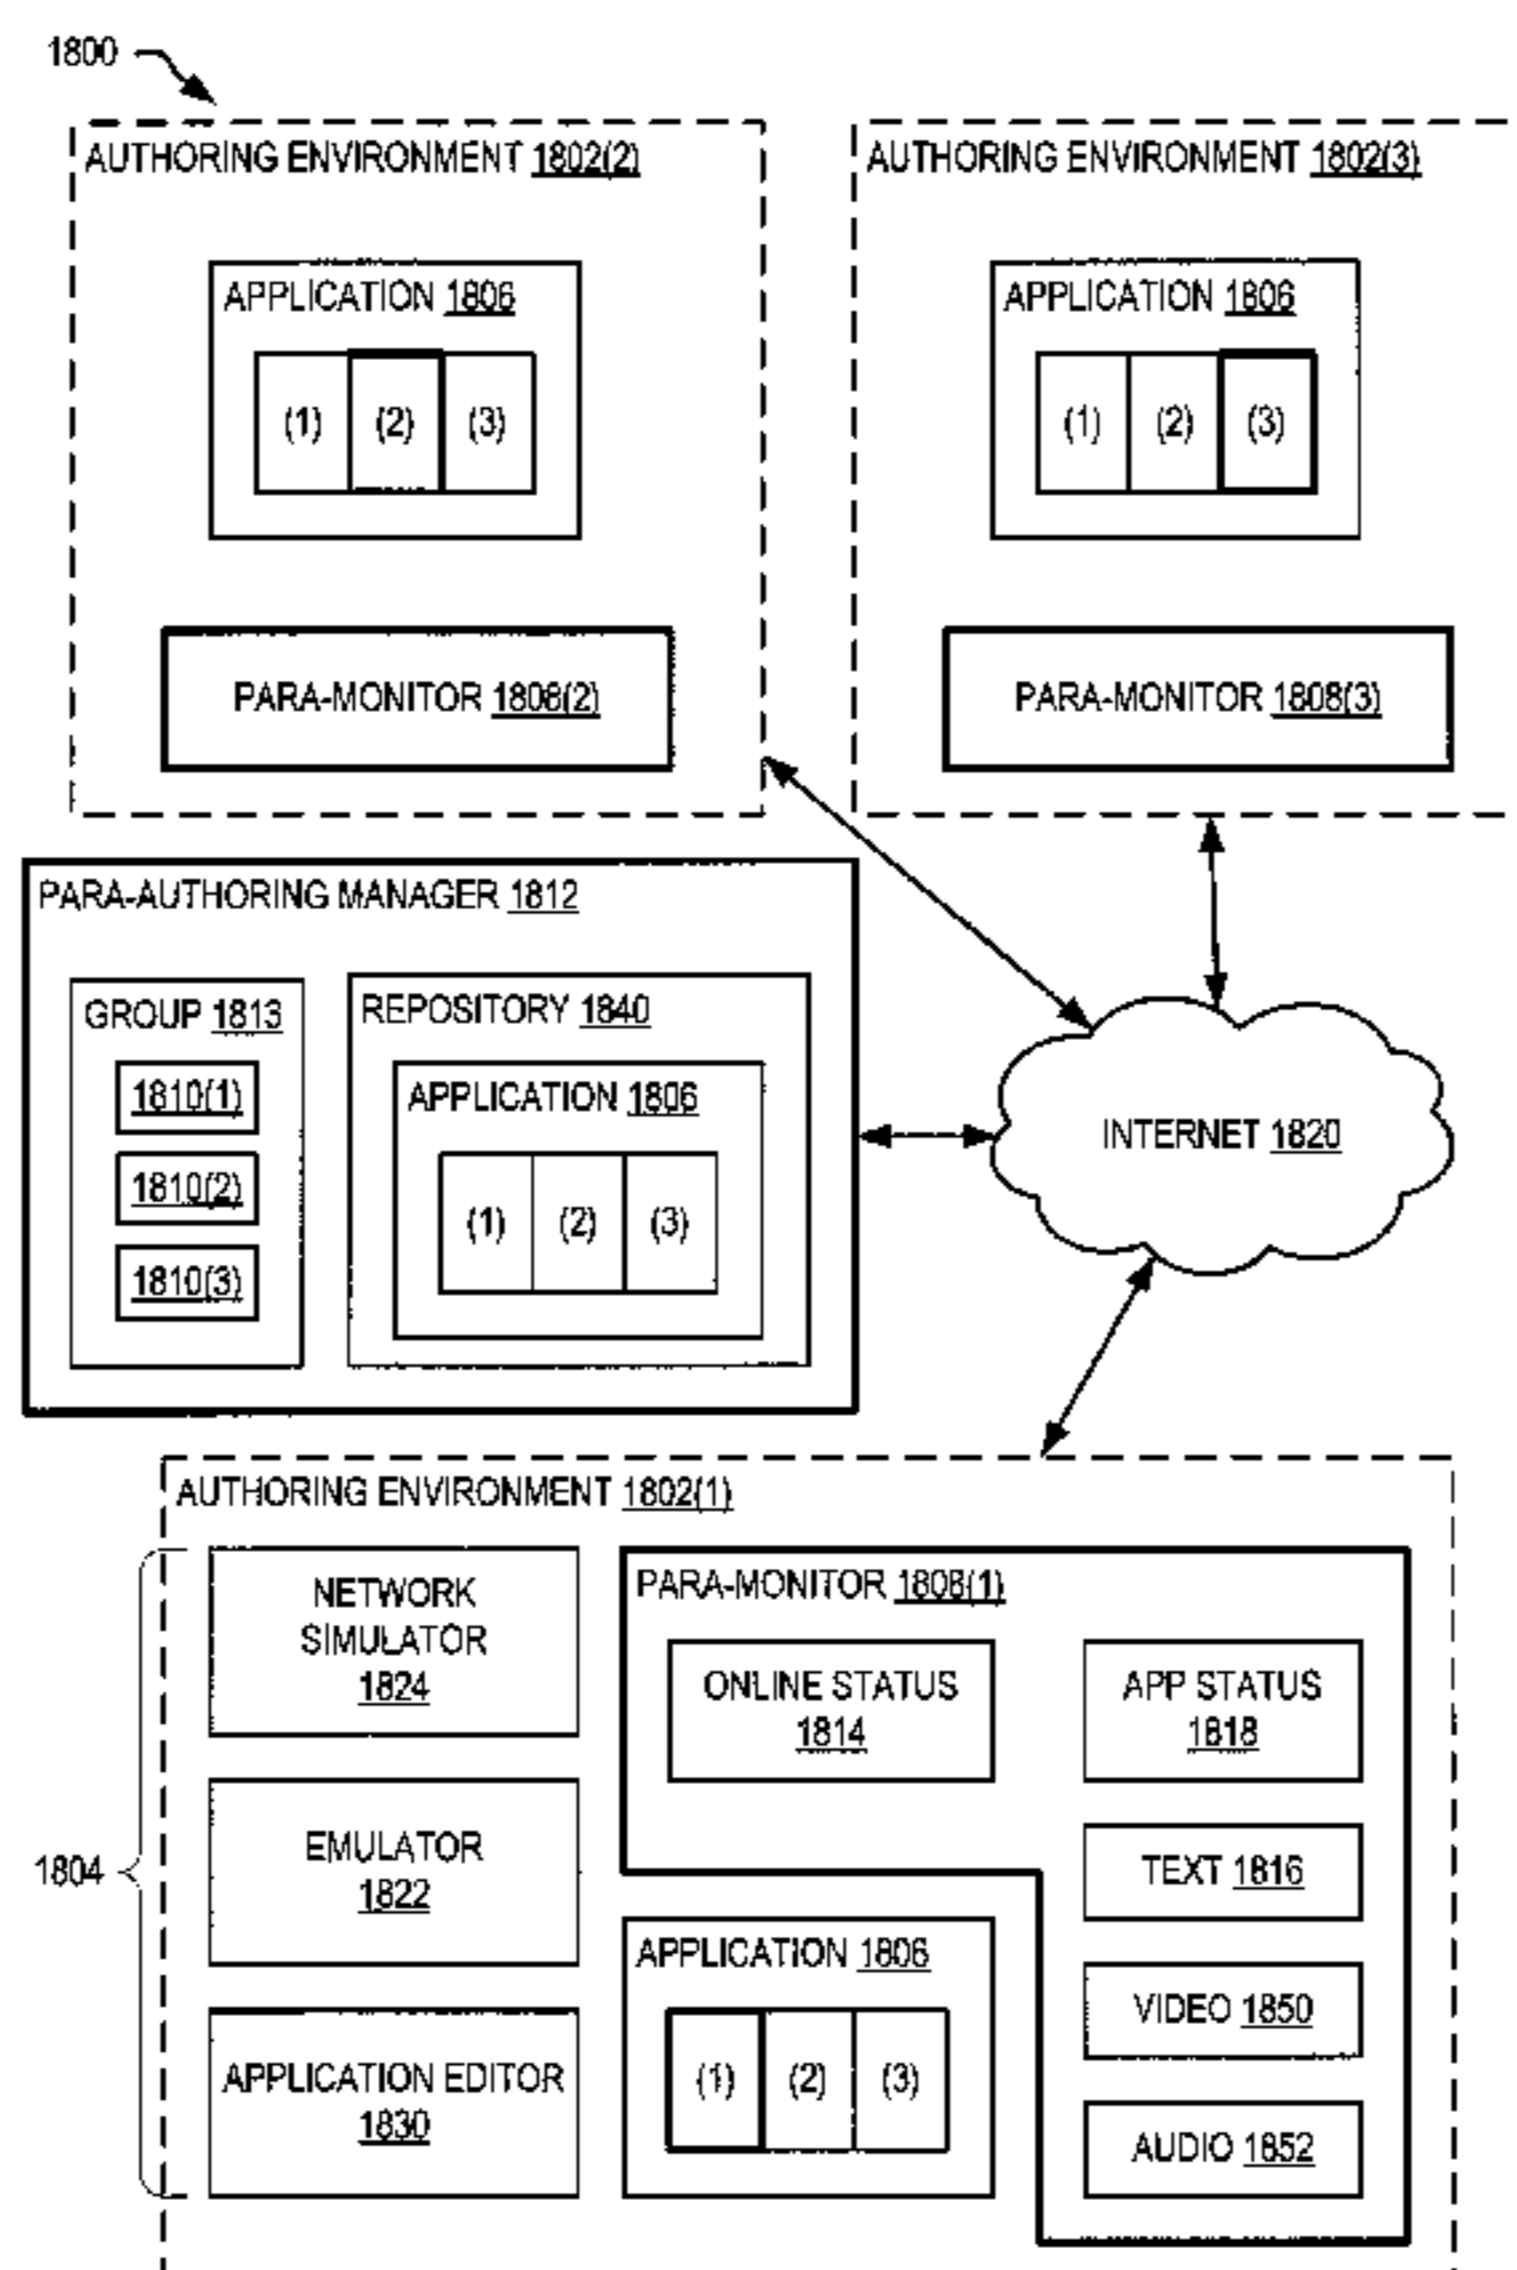 1800
AUTHORING ENVIRONMENT 1802(2)
APPLICATION 1806
(1) (2) (3)
PARA-MONITOR 1808(2)
AUTHORING ENVIRONMENT 1802(3)
APPLICATION 1806
(1) (2) (3)
PARA-MONITOR 1808(3)
PARA-AUTHORING MANAGER 1812
GROUP 1813
1810(1)
1810(2)
1810(3)
REPOSITORY 1840
APPLICATION 1806
(1) (2) (3)
INTERNET 1820
AUTHORING ENVIRONMENT 1802(1)
1804
NETWORK
SIMULATOR
1824
EMULATOR
1822
APPLICATION EDITOR
1830
PARA-MONITOR 1808(1)
ONLINE STATUS
1814
APP STATUS
1818
TEXT 1816
VIDEO 1850
AUDIO 1852
APPLICATION 1806
(1) (2) (3)